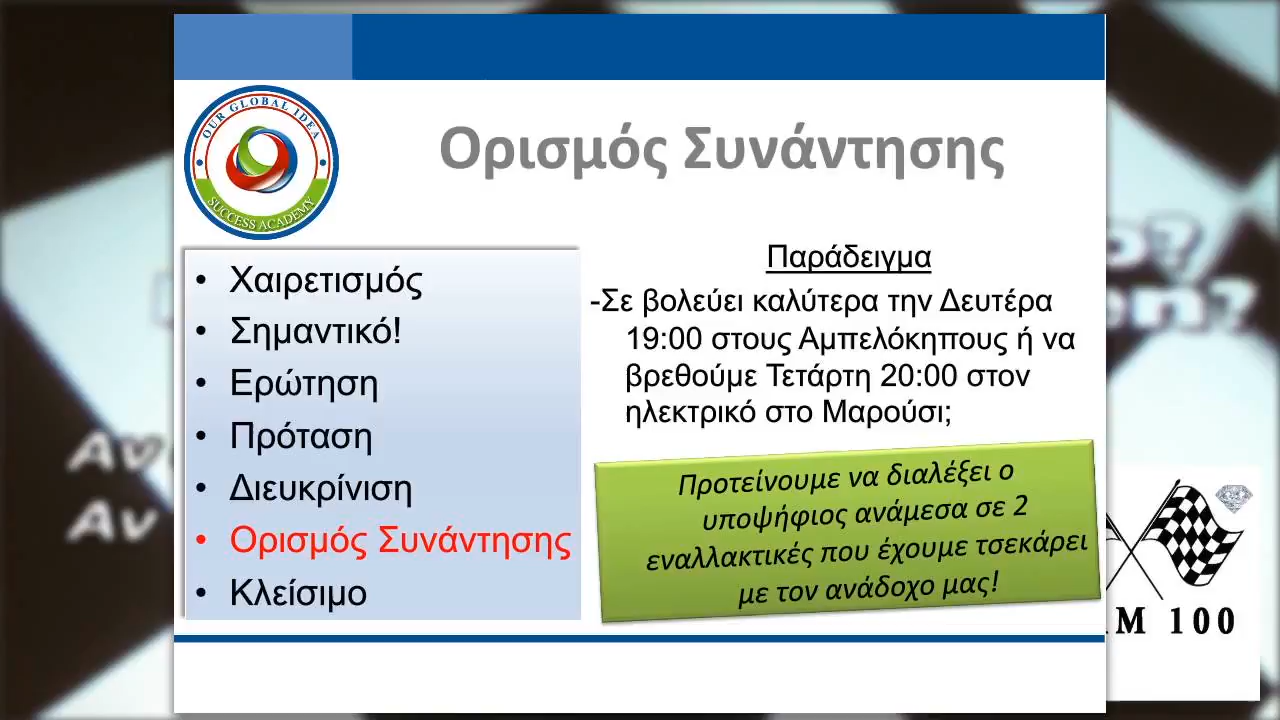 OUR GLOBAL IDEA
SUCCESS ACADEMY
Ορισμός Συνάντησης
• Χαιρετισμός
• Σημαντικό!
• Ερώτηση
• Πρόταση
• Διευκρίνιση
• Ορισμός Συνάντησης
• Κλείσιμο
Παράδειγμα
-Σε βολεύει καλύτερα την Δευτέρα
19:00 στους Αμπελόκηπους ή να
βρεθούμε Τετάρτη 20:00 στον
ηλεκτρικό στο Μαρούσι;
Προτείνουμε να διαλέξει ο
υποψήφιος ανάμεσα σε 2
εναλλακτικές που έχουμε τσεκάρει
με τον ανάδοχο μας!
Αν
M 100